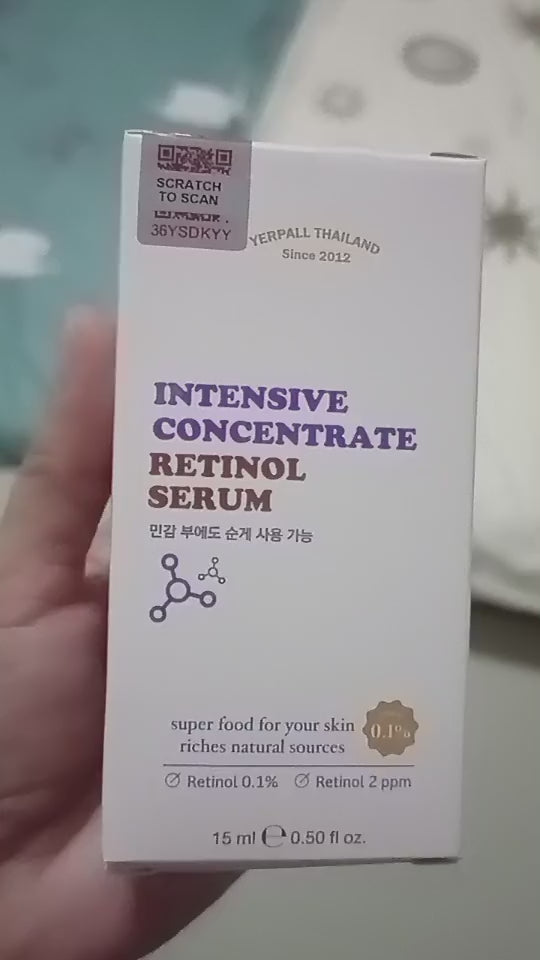 SCRATCH
TO SCAN
36YSDKYY
YERPALL THAILAND
Since 2012
INTENSIVE
CONCENTRATE
RETINOL
SERUM
민감 부에도 순게 사용 가능
super food for your skin
riches natural sources
0.1%
Retinol 0.1% Retinol 2 ppm
15 ml ℮ 0.50 fl oz.